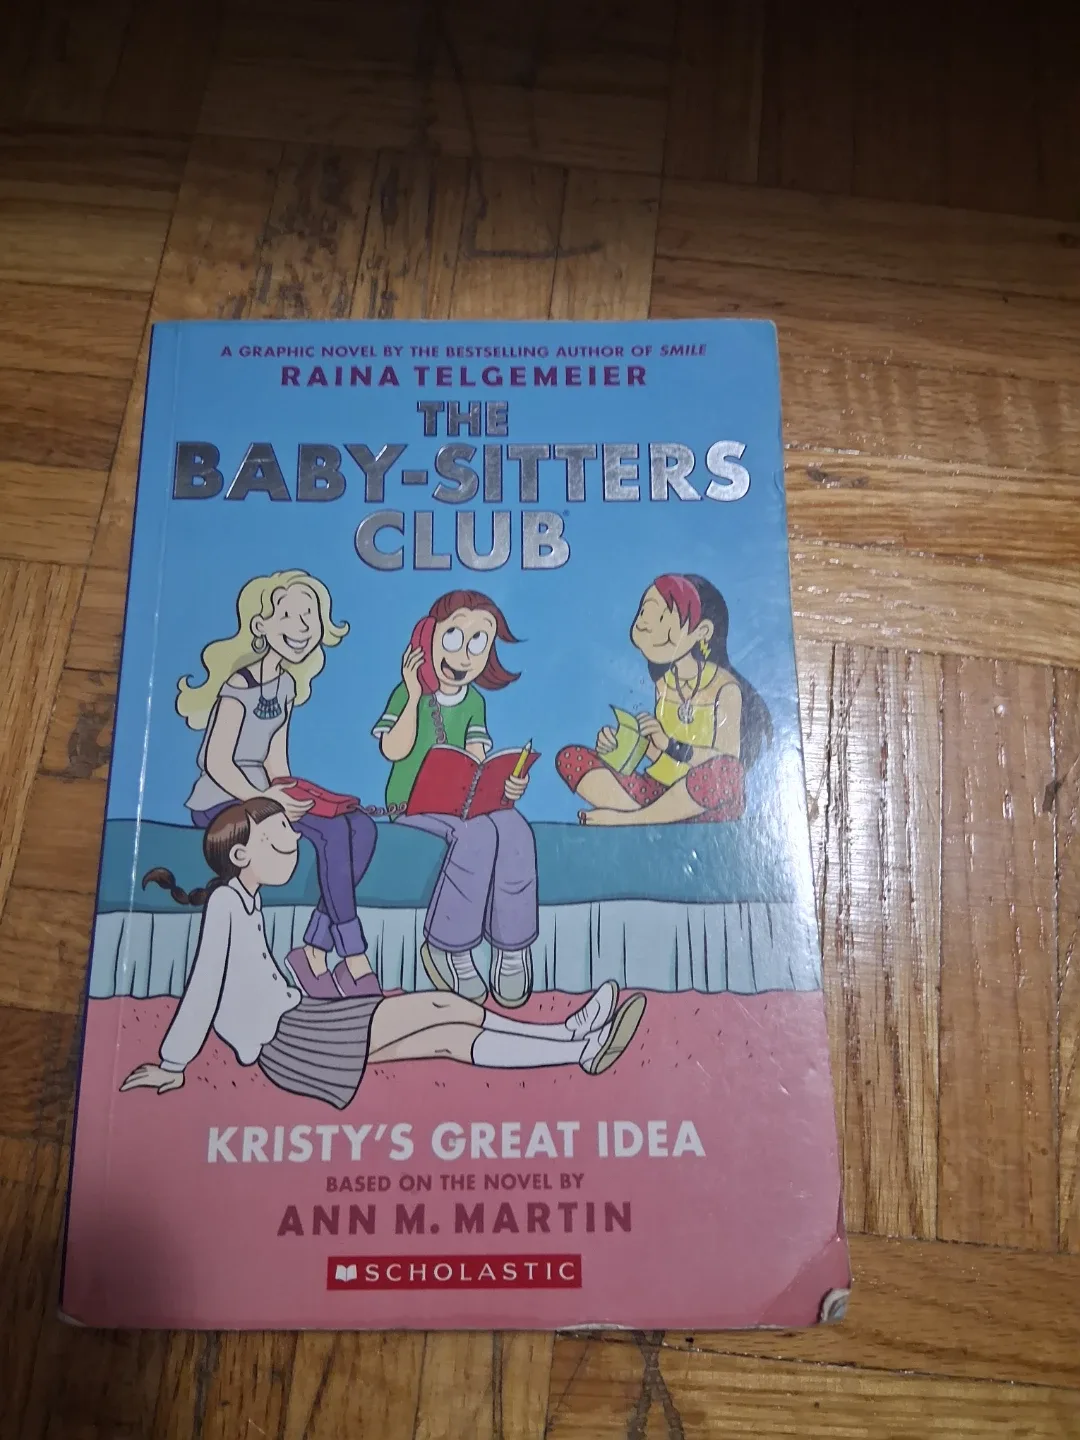 A GRAPHIC NOVEL BY THE BESTSELLING AUTHOR OF SMILE
RAINA TELGEMEIER
THE
BABY-SITTERS
CLUB®
KRISTY'S GREAT IDEA
BASED ON THE NOVEL BY
ANN M. MARTIN
SCHOLASTIC